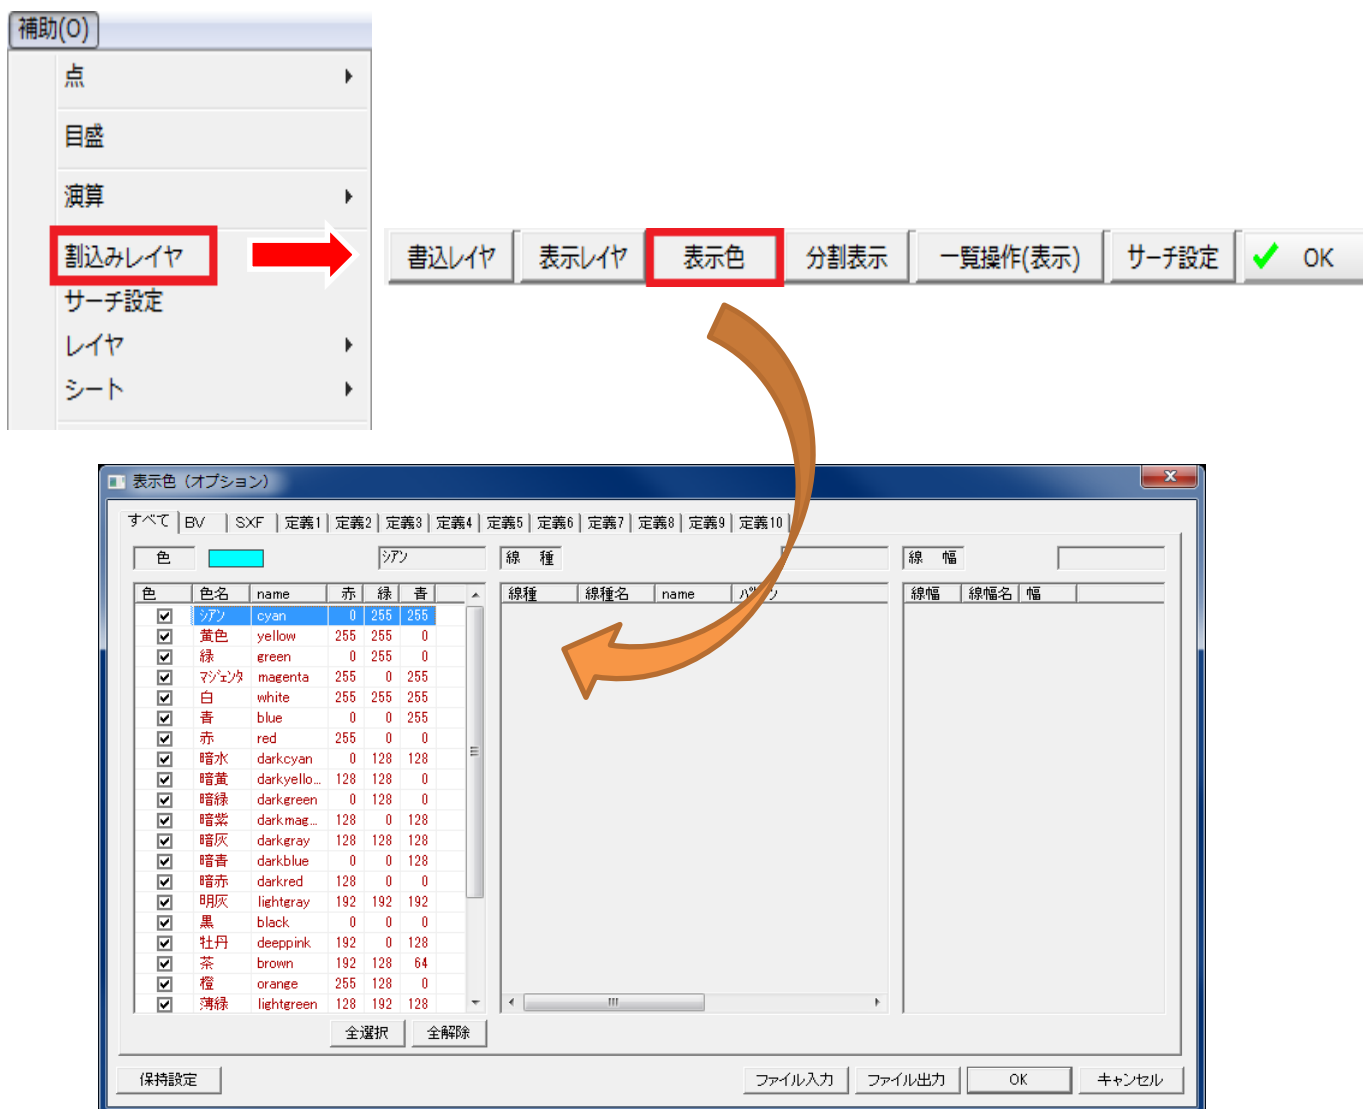 補助(O)
点
目盛
演算
割込みレイヤ
サーチ設定
レイヤ
シート
書込レイヤ 表示レイヤ 表示色 分割表示 一覧操作(表示) サーチ設定 OK
表示色（オプション）
すべて BV SXF 定義1 定義2 定義3 定義4 定義5 定義6 定義7 定義8 定義9 定義10
色 ｼｱﾝ 線 種 線 幅
色 色名 name 赤 緑 青 線種 線種名 name ﾊﾟﾀｰﾝ 線幅 線幅名 幅
ｼｱﾝ cyan 0 255 255
黄色 yellow 255 255 0
緑 green 0 255 0
ﾏｼﾞｪﾝﾀ magenta 255 0 255
白 white 255 255 255
青 blue 0 0 255
赤 red 255 0 0
暗水 darkcyan 0 128 128
暗黄 darkyello... 128 128 0
暗緑 darkgreen 0 128 0
暗紫 darkmag... 128 0 128
暗灰 darkgray 128 128 128
暗青 darkblue 0 0 128
暗赤 darkred 128 0 0
明灰 lightgray 192 192 192
黒 black 0 0 0
牡丹 deeppink 192 0 128
茶 brown 192 128 64
橙 orange 255 128 0
薄緑 lightgreen 128 192 128
全選択 全解除
保持設定 ファイル入力 ファイル出力 OK キャンセル